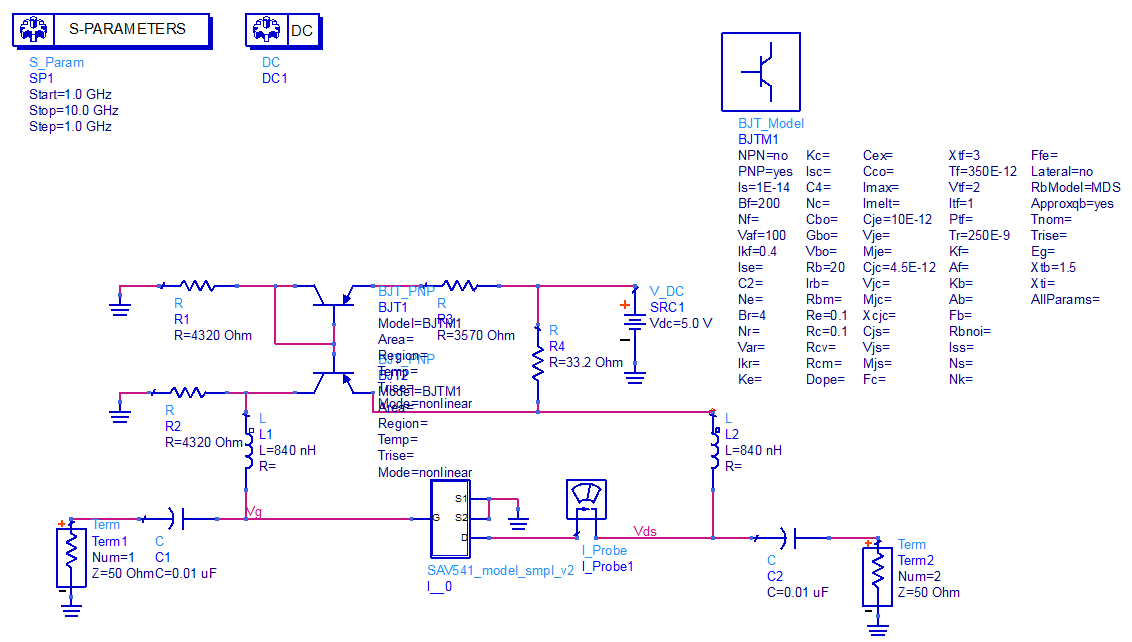 S-PARAMETERS
DC
S_Param
SP1
Start=1.0 GHz
Stop=10.0 GHz
Step=1.0 GHz
DC
DC1
BJT_Model
BJTM1
NPN=no
PNP=yes
Is=1E-14
Bf=200
Nf=
Vaf=100
Ikf=0.4
Ise=
C2=
Ne=
Br=4
Nr=
Var=
Ikr=
Ke=
Kc=
Isc=
C4=
Nc=
Cbo=
Gbo=
Vbo=
Rb=20
Irb=
Rbm=
Re=0.1
Rc=0.1
Rcv=
Rcm=
Dope=
Cex=
Cco=
Imax=
Imelt=
Cje=10E-12
Vje=
Mje=
Cjc=4.5E-12
Vjc=
Mjc=
Xcjc=
Cjs=
Vjs=
Mjs=
Fc=
Xtf=3
Tf=350E-12
Vtf=2
Itf=1
Ptf=
Tr=250E-9
Kf=
Af=
Kb=
Ab=
Fb=
Rbnoi=
Iss=
Ns=
Nk=
Ffe=
Lateral=no
RbModel=MDS
Approxqb=yes
Tnom=
Trise=
Eg=
Xtb=1.5
Xti=
AllParams=
R
R1
R=4320 Ohm
BJT_PNP
BJT1
Model=BJTM1
Area=
Region=
Temp=
Trise=
Mode=nonlinear
R
R3
R=3570 Ohm
R
R4
R=33.2 Ohm
V_DC
SRC1
Vdc=5.0 V
BJT_PNP
BJT2
Model=BJTM1
Area=
Region=
Temp=
Trise=
Mode=nonlinear
R
R2
R=4320 Ohm
L
L1
L=840 nH
R=
L
L2
L=840 nH
R=
Vg
S1
S2
G
D
SAV541_model_smpl_v2
I__0
I_Probe
I_Probe1
Vds
Term
Term1
Num=1
Z=50 Ohm
C
C1
C=0.01 uF
C
C2
C=0.01 uF
Term
Term2
Num=2
Z=50 Ohm